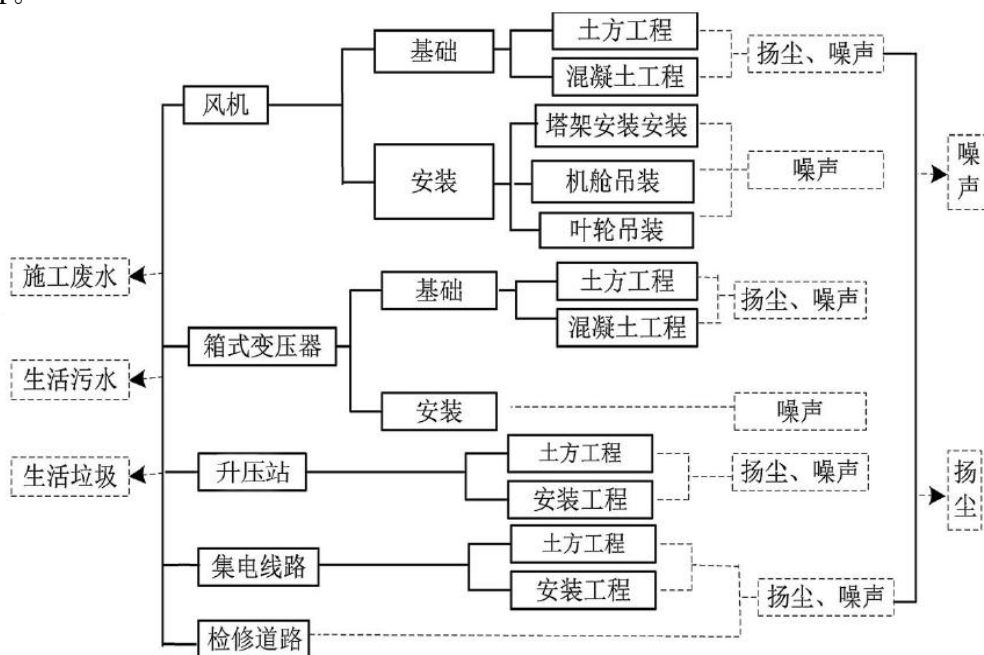 土方工程
基础
扬尘、噪声
混凝土工程
风机
塔架安装安装
噪
声
安装
机舱吊装
噪声
叶轮吊装
施工废水
土方工程
基础
扬尘、噪声
混凝土工程
箱式变压器
生活污水
安装
噪声
土方工程
生活垃圾
升压站
扬尘、噪声
扬
尘
安装工程
土方工程
集电线路
安装工程
扬尘、噪声
检修道路